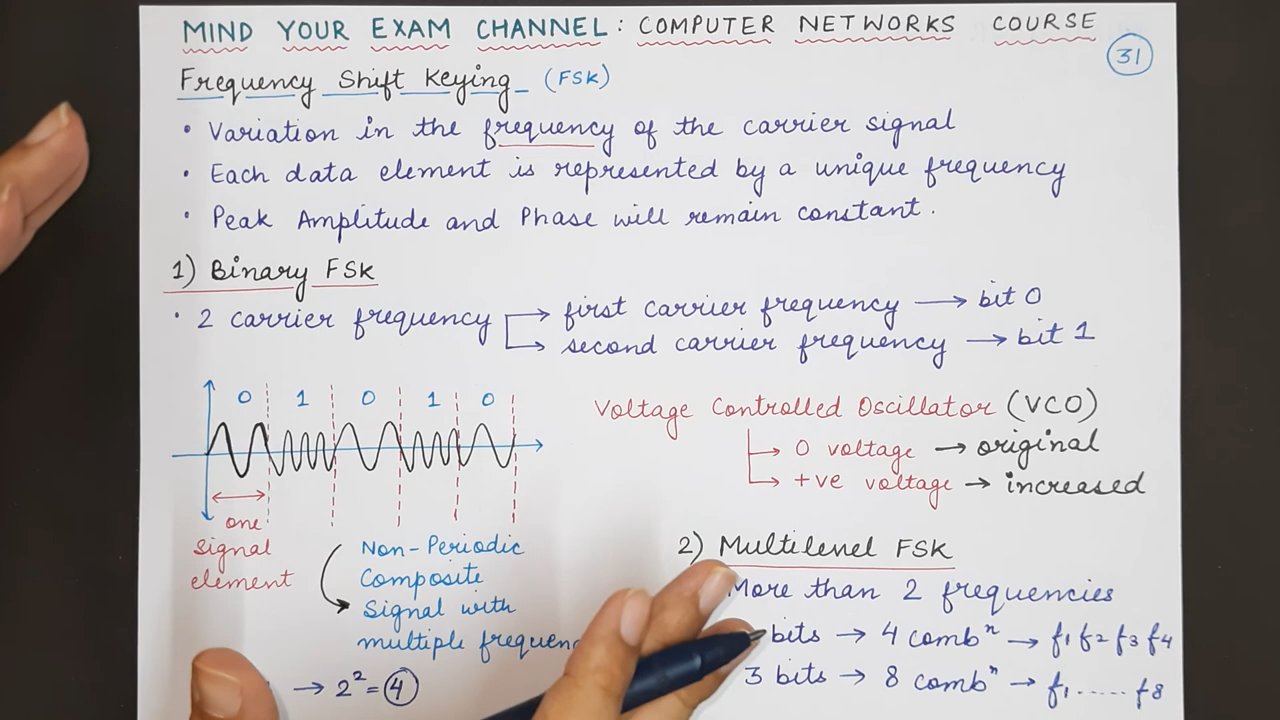 MIND YOUR EXAM CHANNEL: COMPUTER NETWORKS COURSE
31
Frequency Shift Keying (FSK)
• Variation in the frequency of the carrier signal
• Each data element is represented by a unique frequency
• Peak Amplitude and Phase will remain constant.
1) Binary FSK
• 2 carrier frequency → first carrier frequency → bit 0
→ second carrier frequency → bit 1
0 1 0 1 0
one
signal
element
Non-Periodic
Composite
Signal with
multiple
→ 2² = 4
Voltage Controlled Oscillator (VCO)
→ 0 voltage → original
→ +ve voltage → increased
2) Multilevel FSK
More than 2 frequencies
bits → 4 combⁿ → f1 f2 f3 f4
3 bits → 8 combⁿ → f1 ...... f8